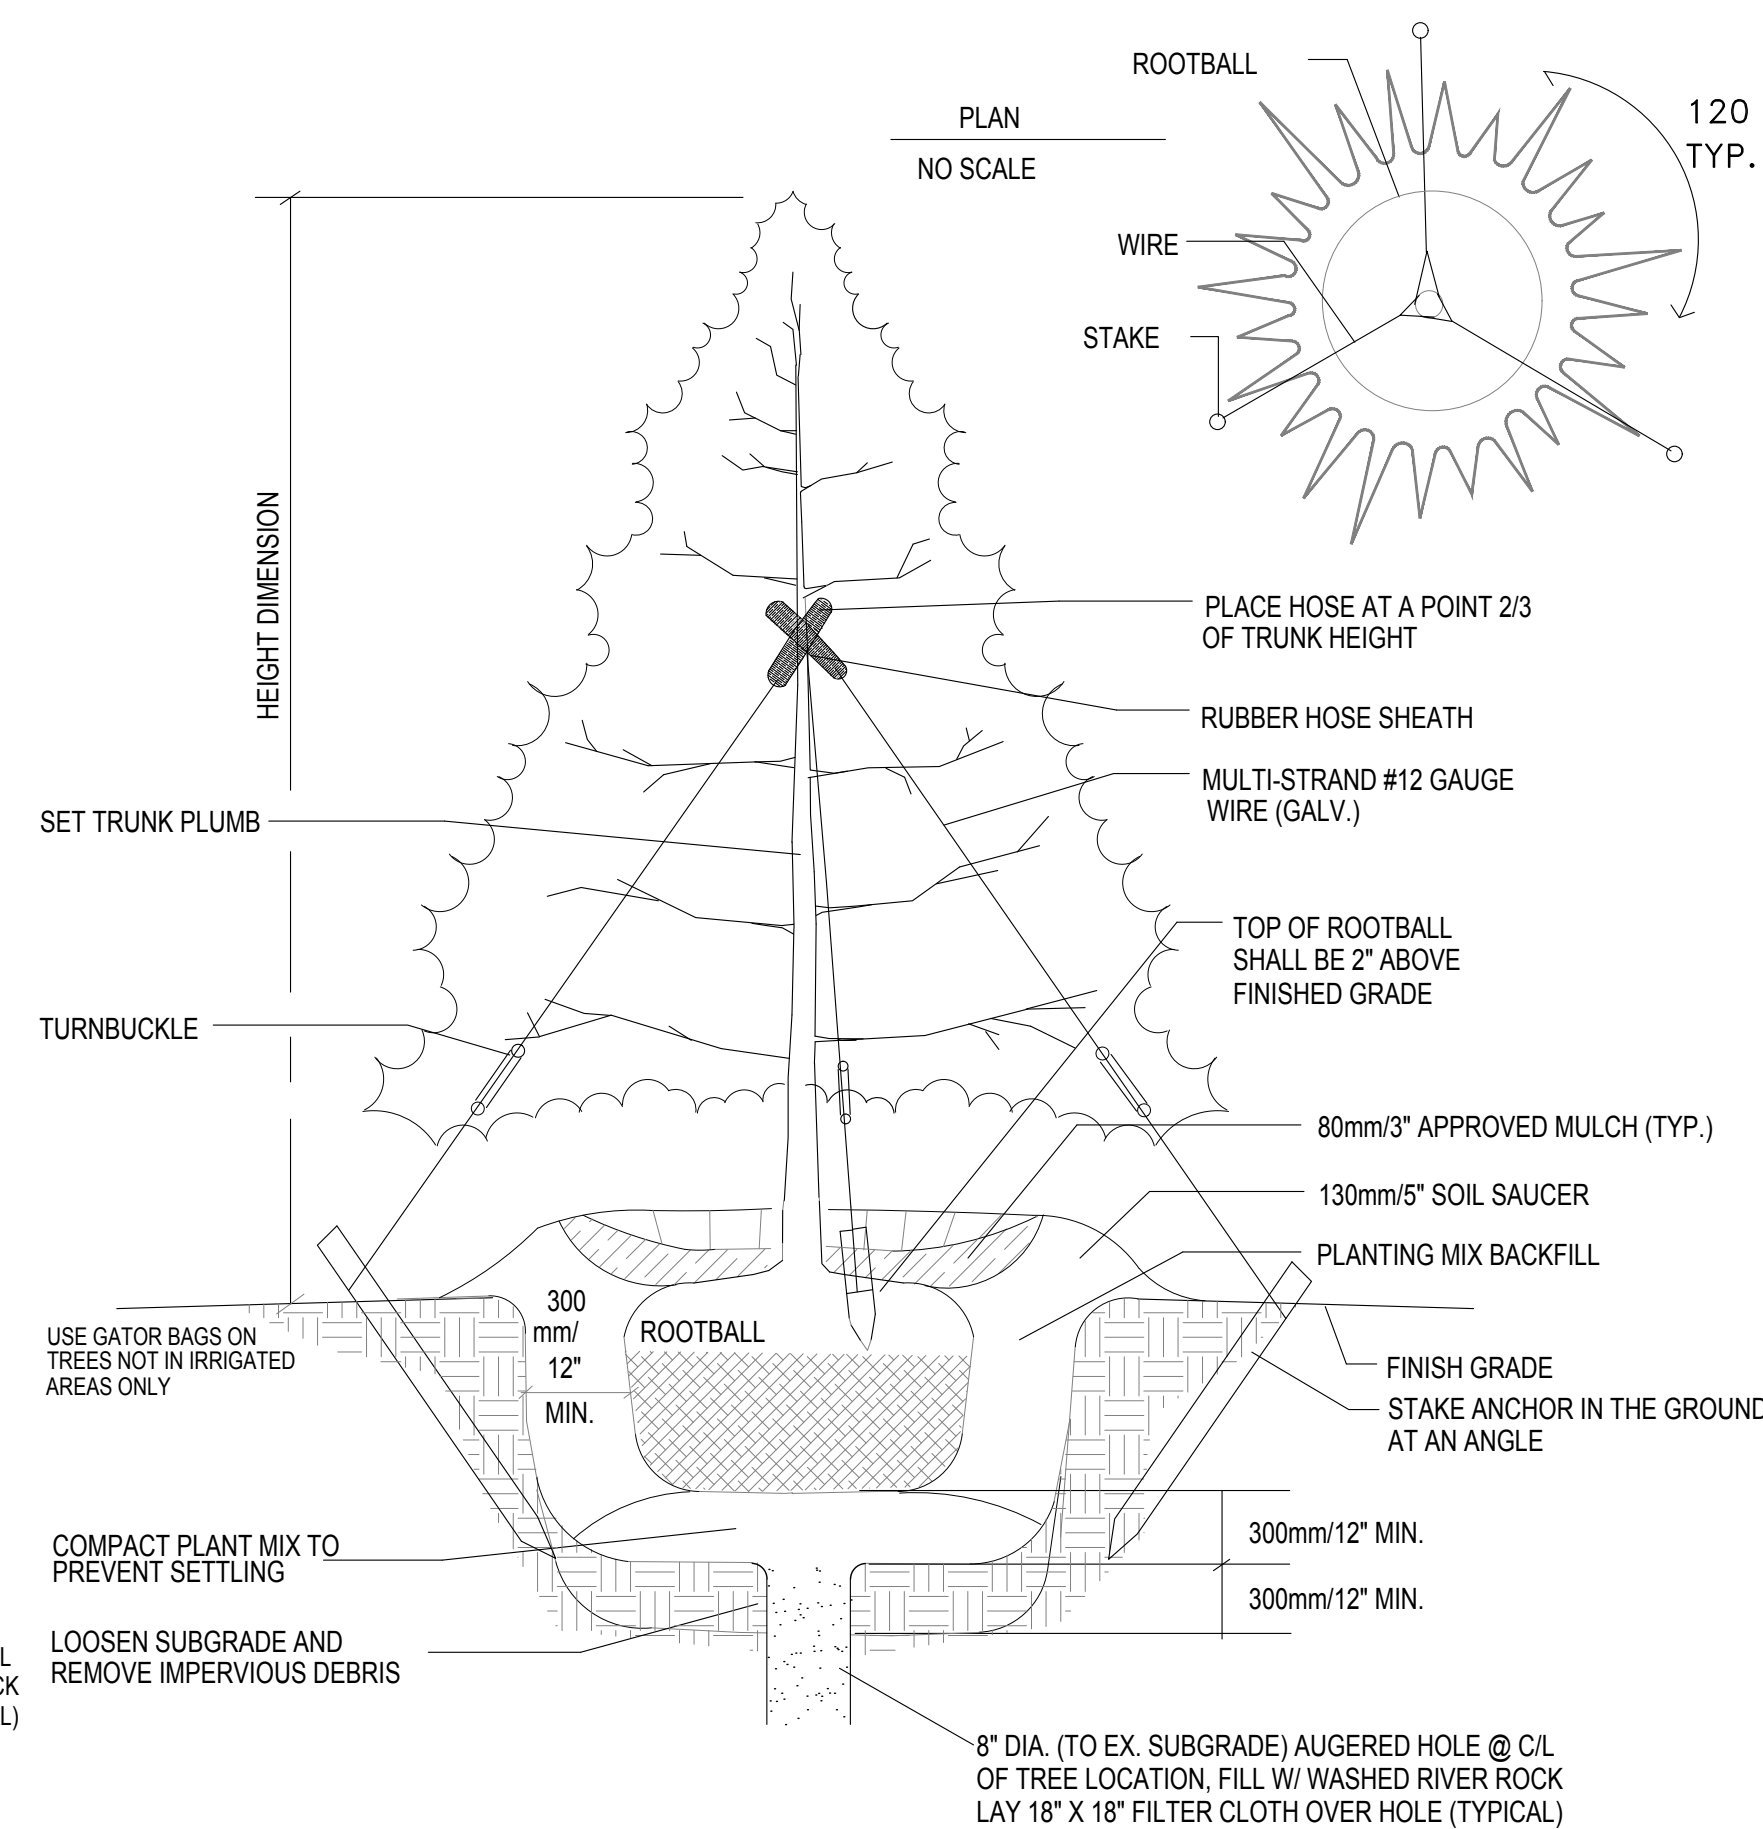 ROOTBALL
120
TYP.
PLAN
NO SCALE
WIRE
STAKE
HEIGHT DIMENSION
PLACE HOSE AT A POINT 2/3
OF TRUNK HEIGHT
RUBBER HOSE SHEATH
MULTI-STRAND #12 GAUGE
WIRE (GALV.)
SET TRUNK PLUMB
TOP OF ROOTBALL
SHALL BE 2" ABOVE
FINISHED GRADE
TURNBUCKLE
80mm/3" APPROVED MULCH (TYP.)
130mm/5" SOIL SAUCER
PLANTING MIX BACKFILL
300
mm/
12"
MIN.
ROOTBALL
USE GATOR BAGS ON
TREES NOT IN IRRIGATED
AREAS ONLY
FINISH GRADE
STAKE ANCHOR IN THE GROUND
AT AN ANGLE
COMPACT PLANT MIX TO
PREVENT SETTLING
300mm/12" MIN.
300mm/12" MIN.
LOOSEN SUBGRADE AND
REMOVE IMPERVIOUS DEBRIS
L
CK
L)
8" DIA. (TO EX. SUBGRADE) AUGERED HOLE @ C/L
OF TREE LOCATION, FILL W/ WASHED RIVER ROCK
LAY 18" X 18" FILTER CLOTH OVER HOLE (TYPICAL)